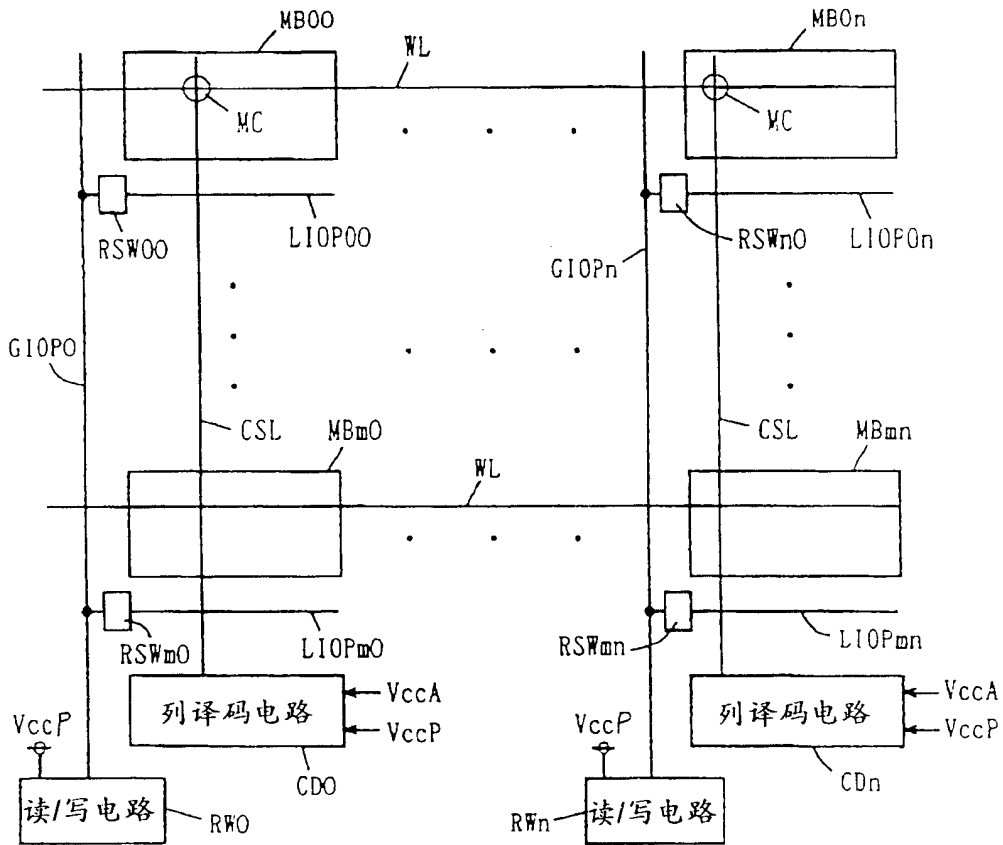 MB00
MB0n
WL
MC
MC
RSW00
LIOP00
RSWn0
LIOP0n
GIOPn
GIOP0
CSL
MBm0
CSL
MBmn
WL
RSWm0
LIOPm0
RSWmn
LIOPmn
列译码电路
VccA
VccP
列译码电路
VccA
VccP
VccP
CD0
VccP
CDn
读/写电路
RW0
RWn
读/写电路